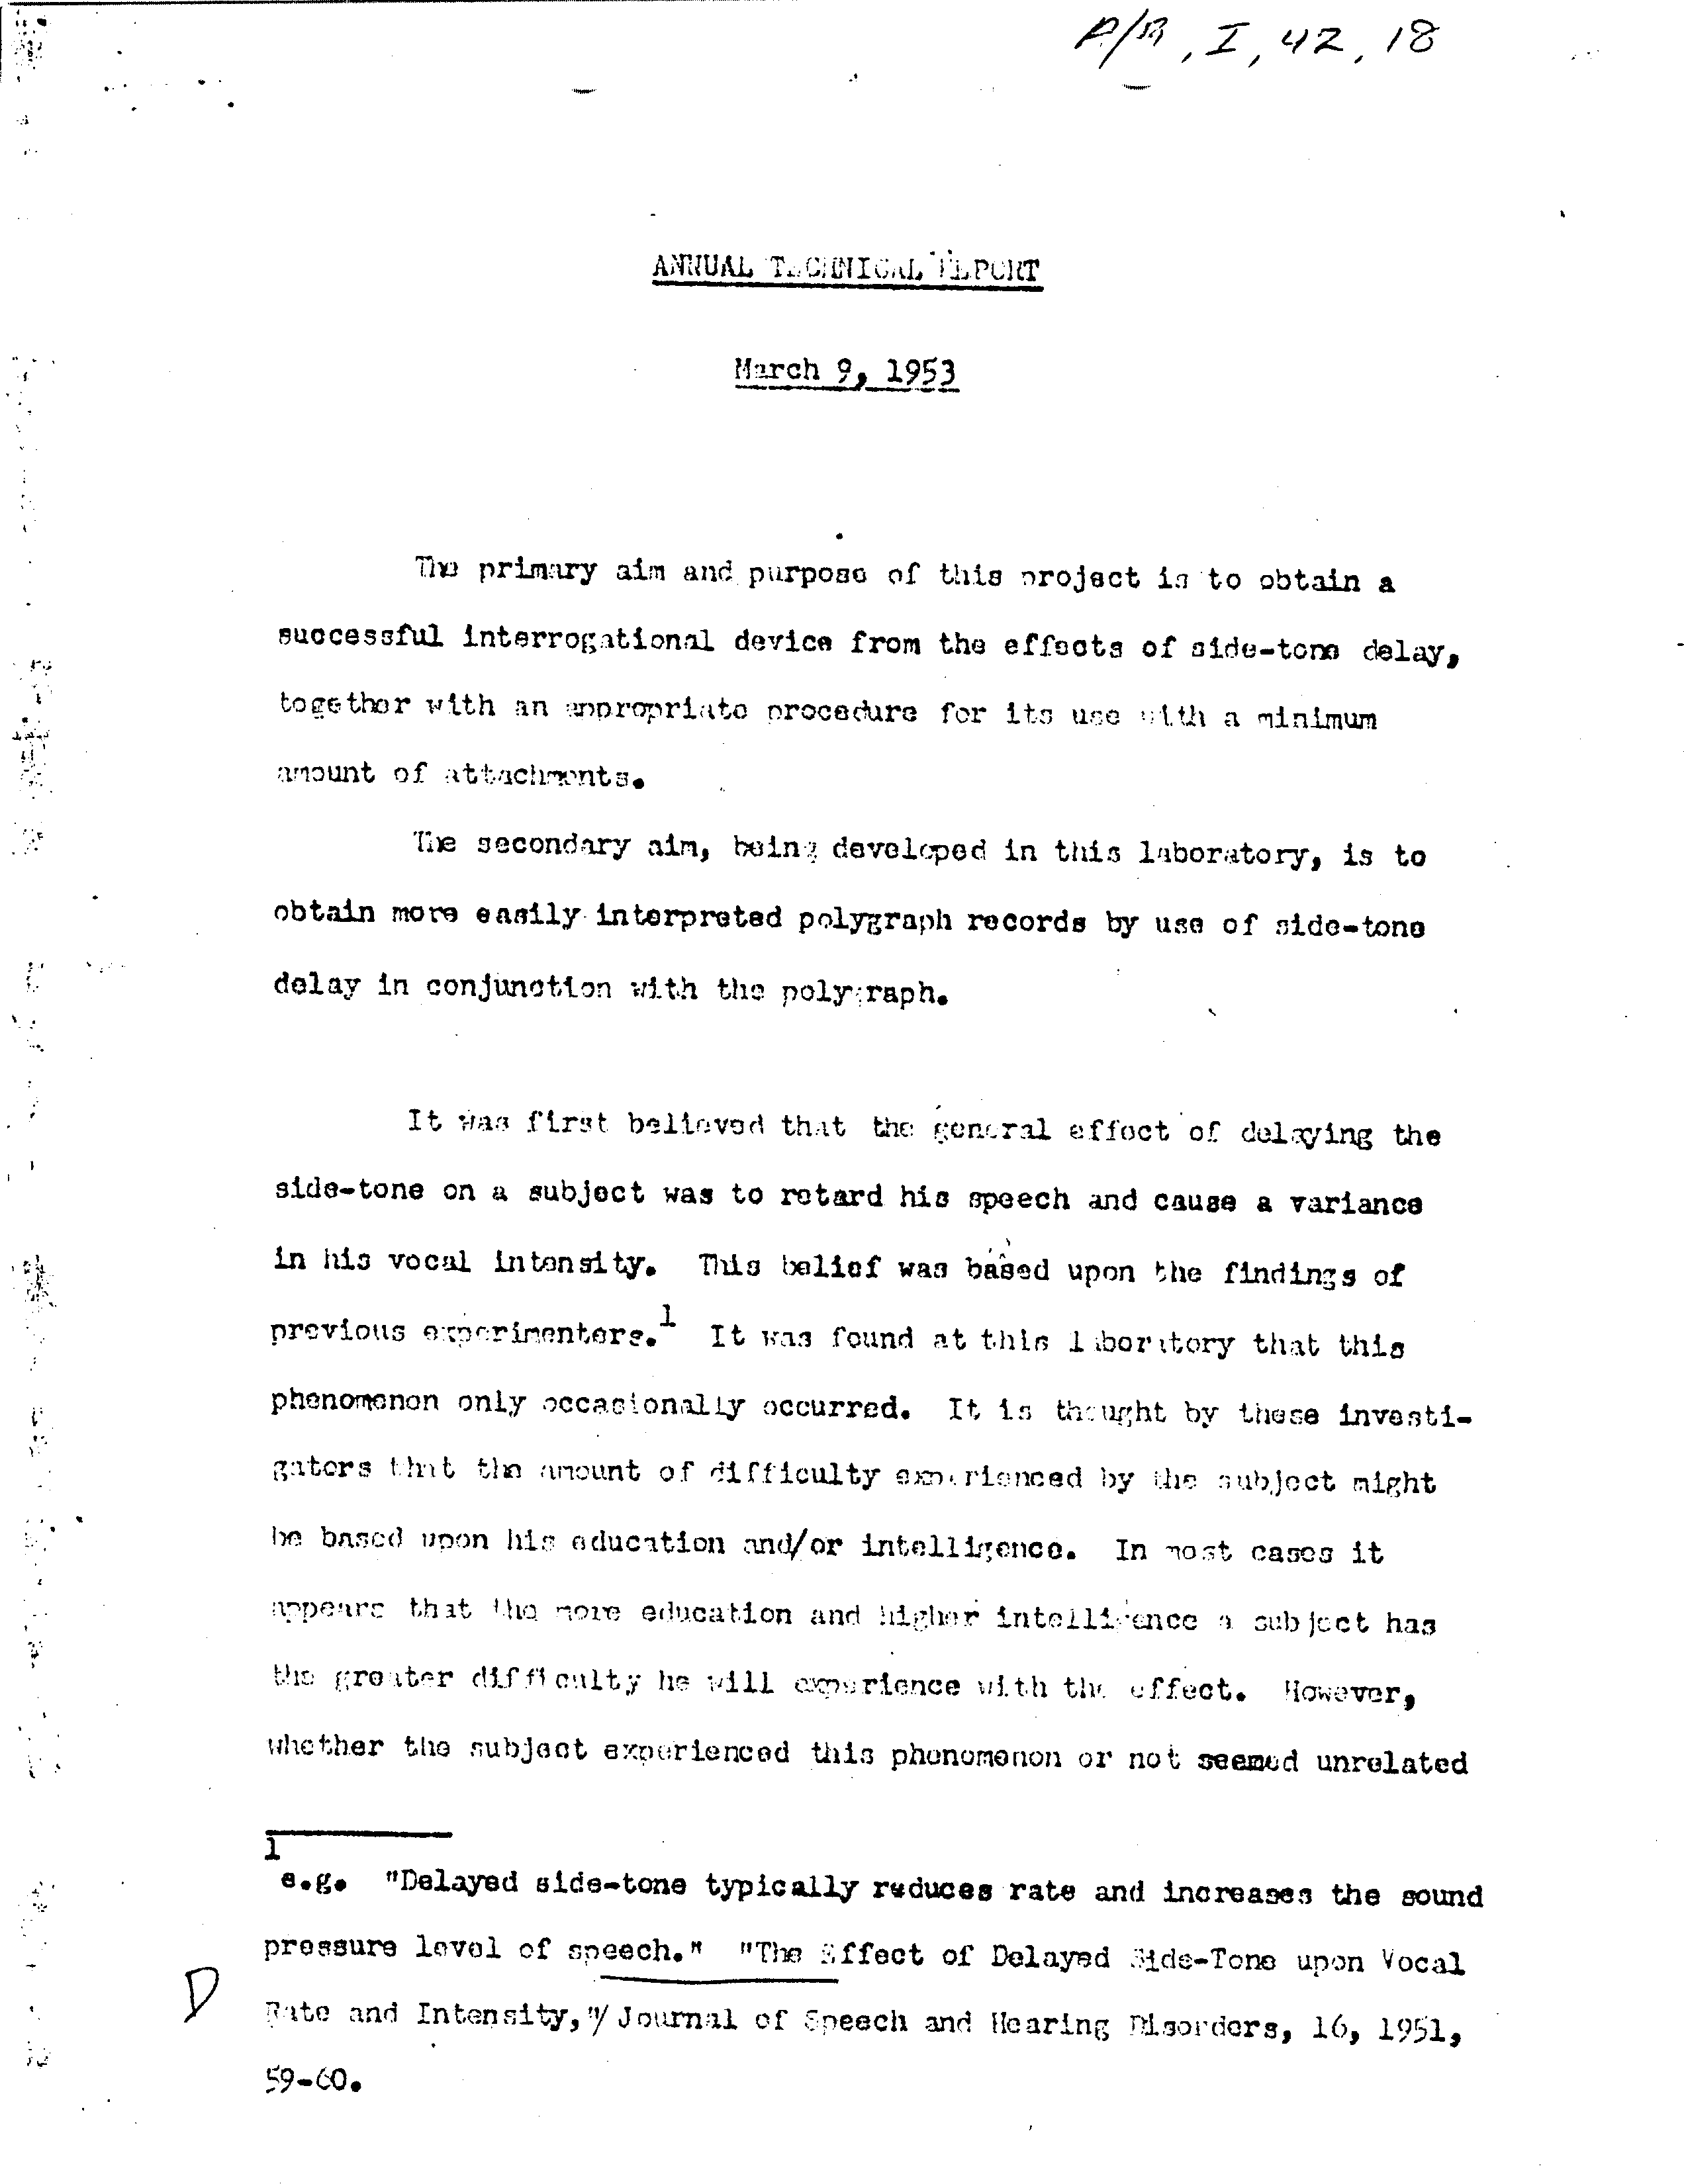 A/B, I, 42, 18
ANNUAL TECHNICAL REPORT
March 9, 1953
The primary aim and purpose of this project is to obtain a
successful interrogational device from the effects of side-tone delay,
together with an appropriate procedure for its use with a minimum
amount of attachments.
The secondary aim, being developed in this laboratory, is to
obtain more easily interpreted polygraph records by use of side-tone
delay in conjunction with the polygraph.
It was first believed that the general effect of delaying the
side-tone on a subject was to retard his speech and cause a variance
in his vocal intensity. This belief was based upon the findings of
previous experimenters.1 It was found at this laboratory that this
phenomenon only occasionally occurred. It is thought by these investi-
gators that the amount of difficulty experienced by the subject might
be based upon his education and/or intelligence. In most cases it
appears that the more education and higher intelligence a subject has
the greater difficulty he will experience with the effect. However,
whether the subject experienced this phenomenon or not seemed unrelated
1
e.g. "Delayed side-tone typically reduces rate and increases the sound
pressure level of speech." "The Effect of Delayed Side-Tone upon Vocal
D
Rate and Intensity,"/ Journal of Speech and Hearing Disorders, 16, 1951,
59-60.